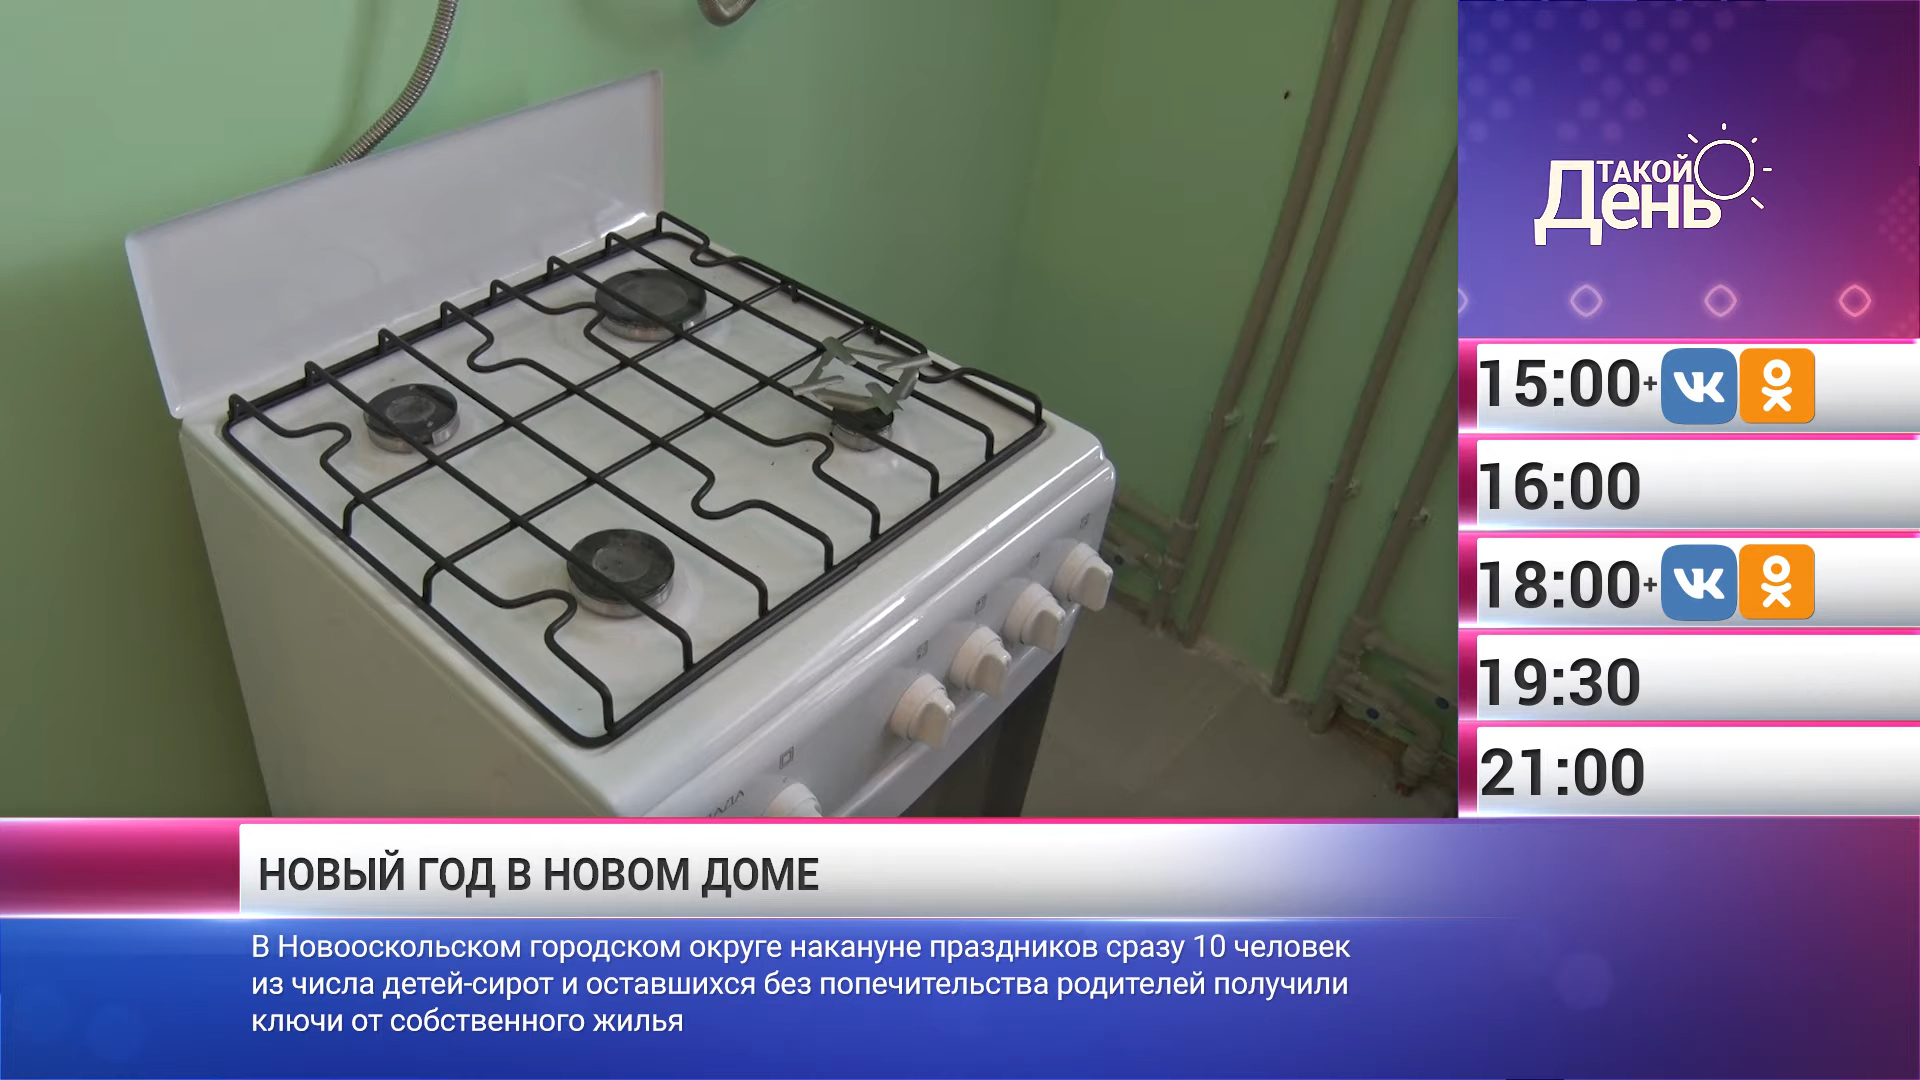 ТАКОЙ
День
15:00+
16:00
18:00+
19:30
21:00
НОВЫЙ ГОД В НОВОМ ДОМЕ
В Новооскольском городском округе накануне праздников сразу 10 человек
из числа детей-сирот и оставшихся без попечительства родителей получили
ключи от собственного жилья